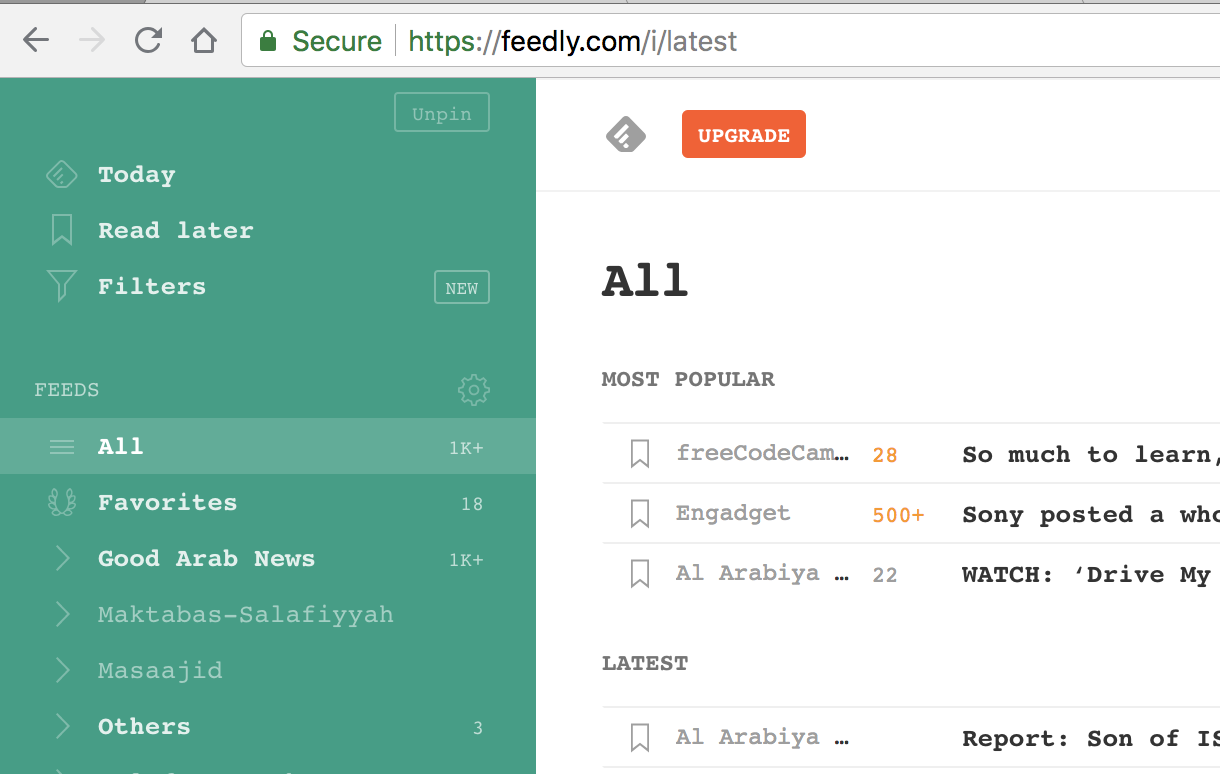 Secure https://feedly.com/i/latest
Unpin
Today
Read later
Filters NEW
FEEDS
All 1K+
Favorites 18
Good Arab News 1K+
Maktabas-Salafiyyah
Masaajid
Others 3
UPGRADE
All
MOST POPULAR
freeCodeCam… 28 So much to learn,
Engadget 500+ Sony posted a who
Al Arabiya … 22 WATCH: ‘Drive My
LATEST
Al Arabiya … Report: Son of IS